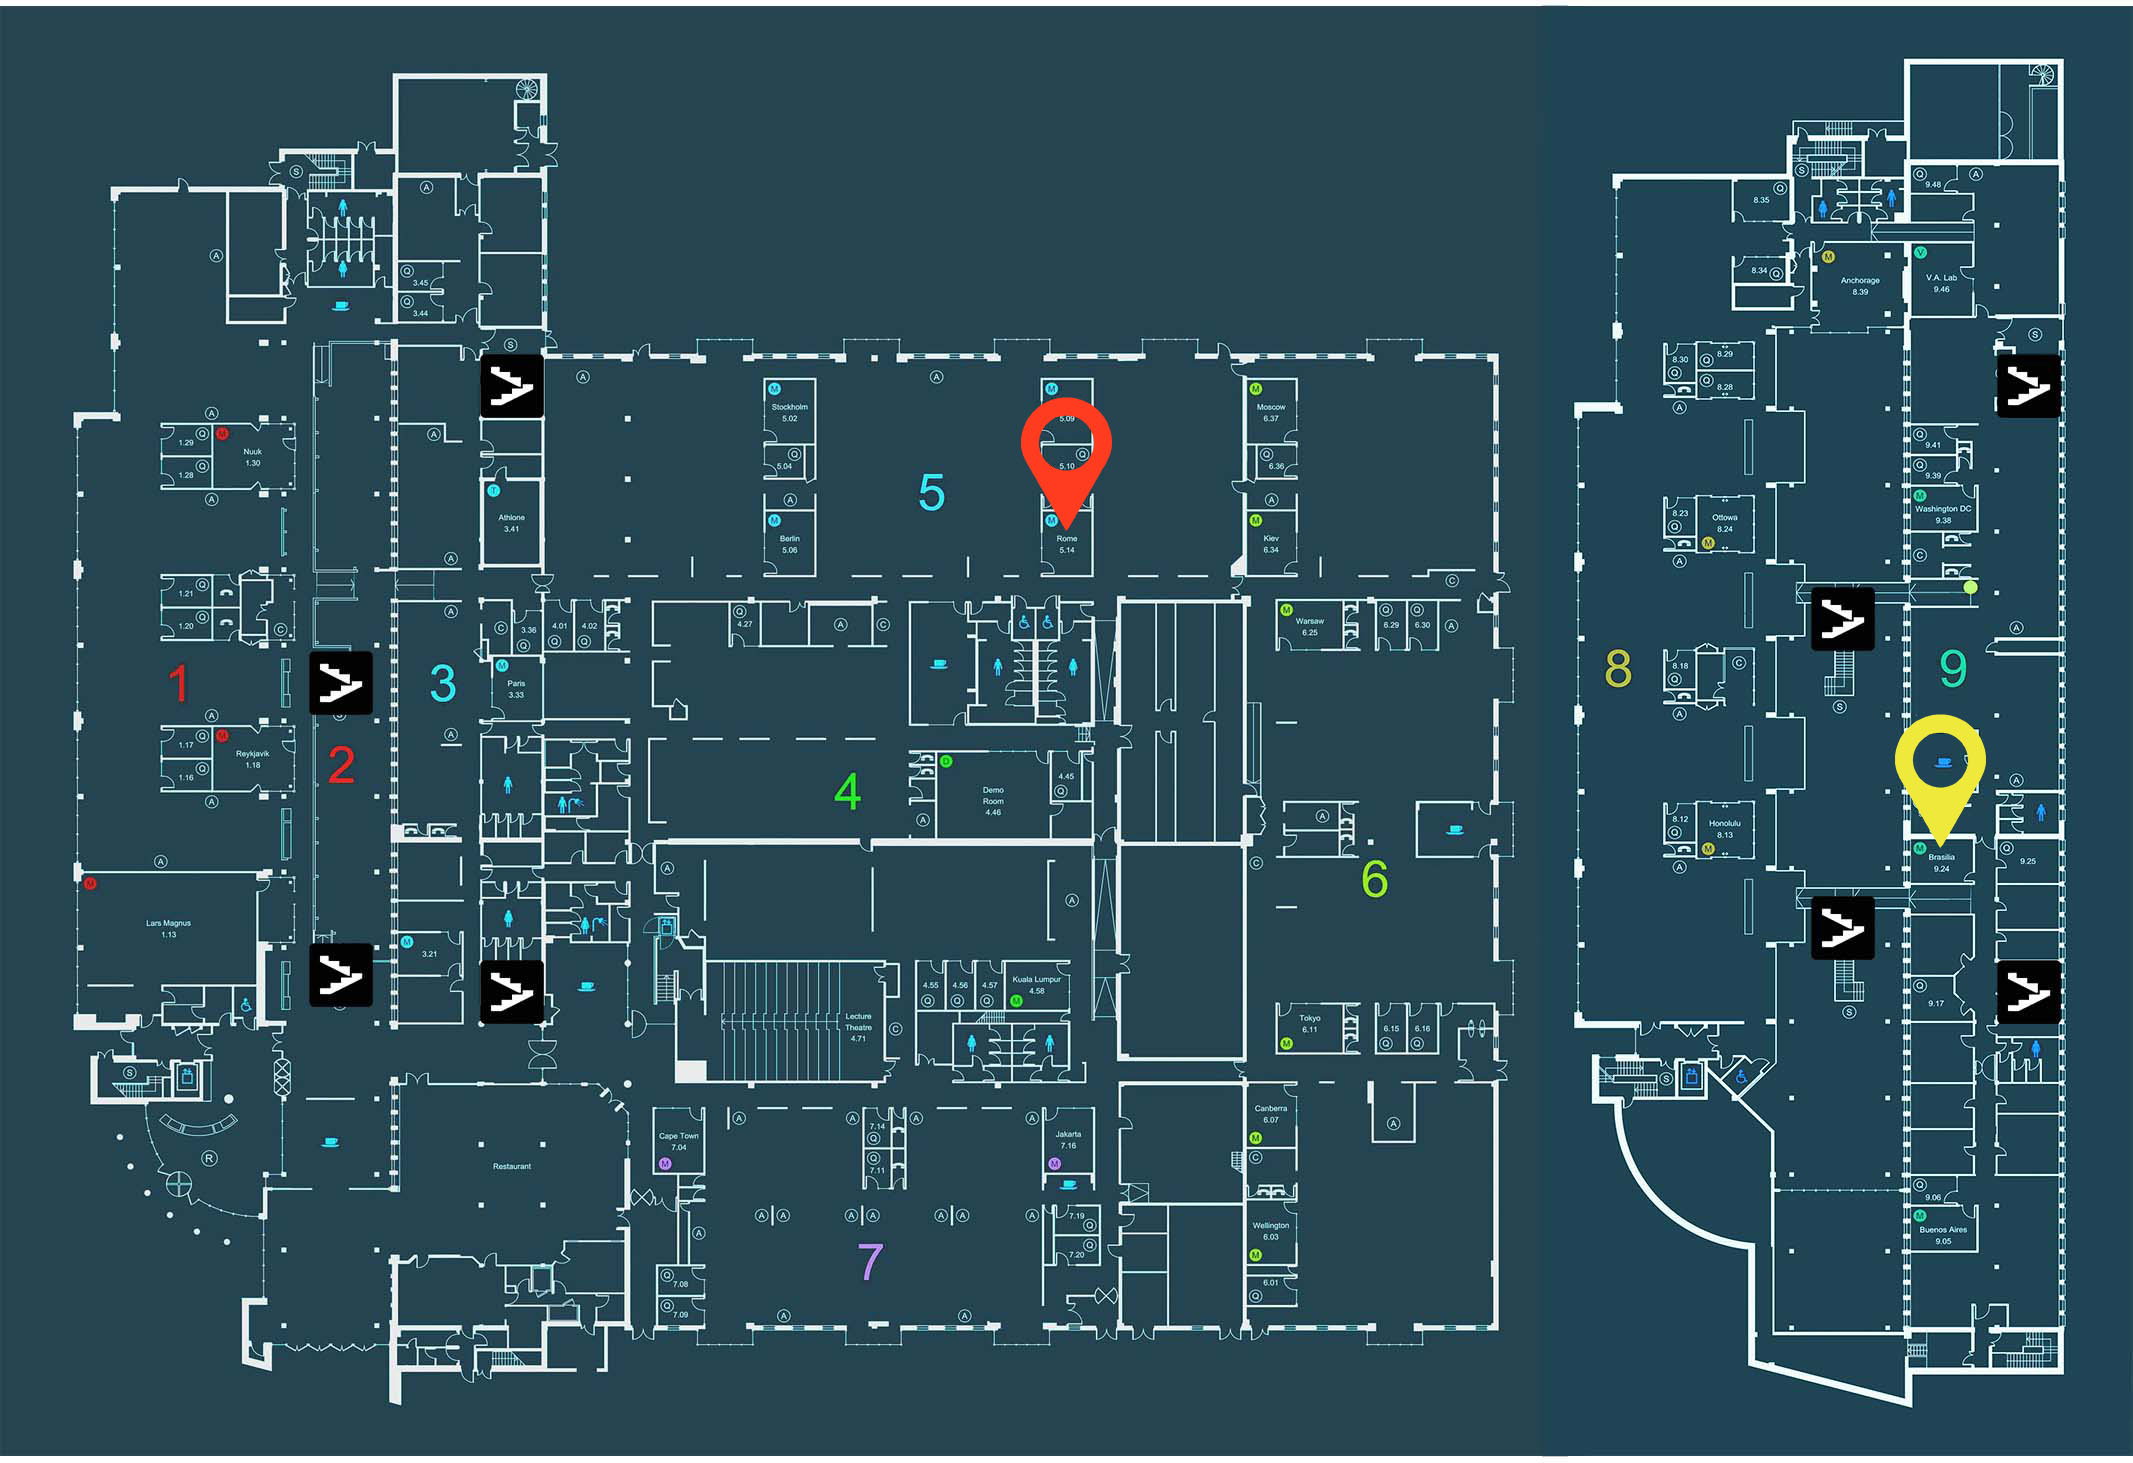 S
A
A
Q
3.45
Q
3.44
S
A
A
A
Stockholm
5.02
Q
5.04
A
Berlin
5.06
M
5.09
Q
5.10
M
Rome
5.14
M
Moscow
6.37
Q
6.36
A
M
Kiev
6.34
5
A
1.29 Q
1.28 Q
M
Nuuk
1.30
A
A
T
Athlone
3.41
A
1.21 Q
1.20 Q
C
A
C
3.36
Q
4.01
Q
4.02
Q
Q
4.27
A
C
M
Warsaw
6.25
6.29
Q
6.30
Q
A
C
1
2
3
M
Paris
3.33
A
A
1.17 Q
1.16 Q
M
Reykjavik
1.18
A
4
D
Demo
Room
4.46
4.45
Q
A
A
C
6
A
M
Lars Magnus
1.13
M
3.21
A
A
Lecture
Theatre
4.71
C
4.55
Q
4.56
Q
4.57
Q
Kuala Lumpur
4.58
M
Tokyo
6.11
M
6.15
Q
6.16
Q
S
R
Restaurant
Cape Town
7.04
M
A
A
7.14
Q
7.11
Q
A
A
Jakarta
7.16
M
Canberra
6.07
M
C
A
A
A A
A A
A A
A
7.19
Q
7.20
Q
Wellington
6.03
M
6.01
Q
7
7.08
Q
7.09
Q
A
A
S
8.35
Q
8.34
Q
M
Anchorage
8.39
Q
9.48
A
V
V.A. Lab
9.46
S
8.30
Q
8.29
Q
8.28
Q
A
Q
9.41
Q
9.39
M
Washington DC
9.38
C
8.23
Q
Ottowa
8.24
M
A
A
8
9
8.18
Q
C
A
S
A
8.12
Q
Honolulu
8.13
M
A
M
Brasilia
9.24
Q
9.25
Q
9.17
S
S
Q
9.06
M
Buenos Aires
9.05